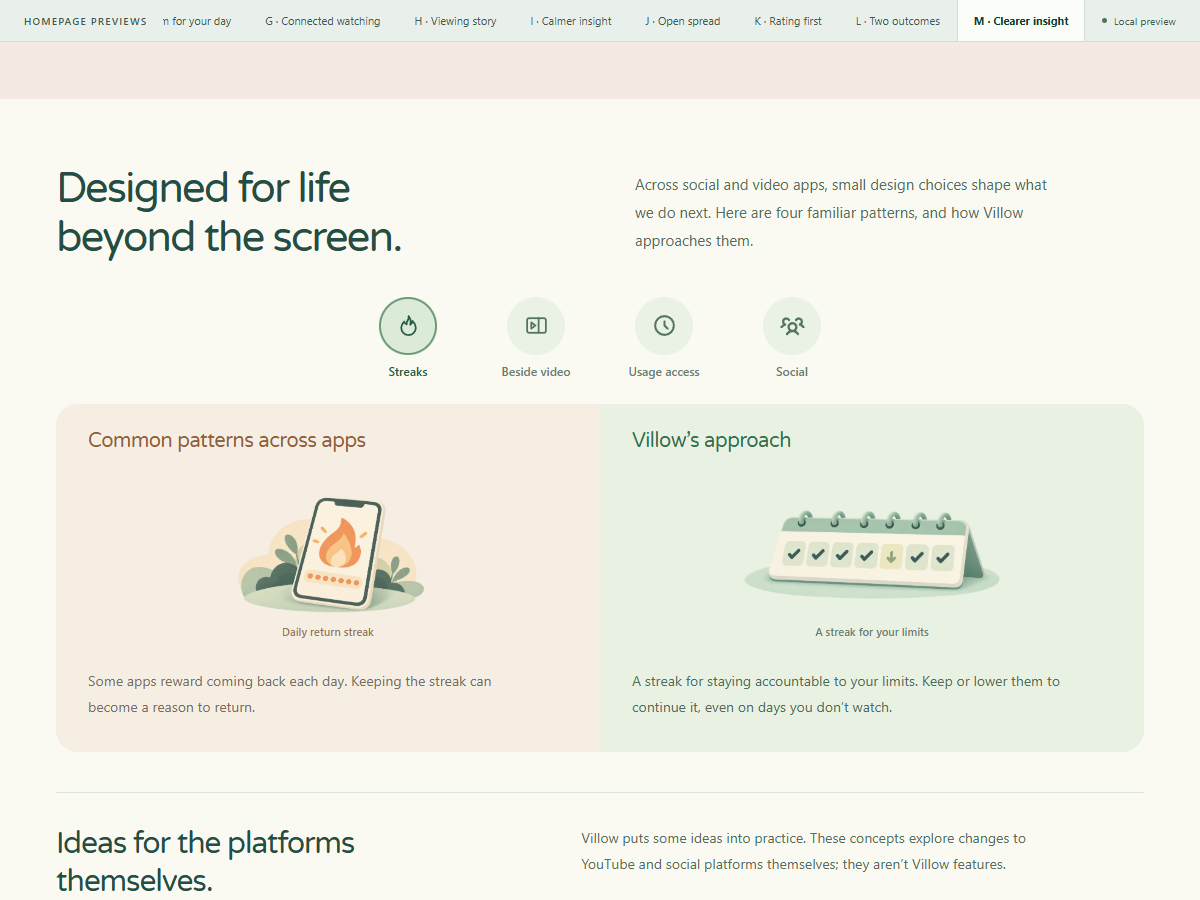 HOMEPAGE PREVIEWS
m for your day
G · Connected watching
H · Viewing story
I · Calmer insight
J · Open spread
K · Rating first
L · Two outcomes
M · Clearer insight
Local preview
Designed for life
beyond the screen.
Across social and video apps, small design choices shape what
we do next. Here are four familiar patterns, and how Villow
approaches them.
Streaks
Beside video
Usage access
Social
Common patterns across apps
Daily return streak
Some apps reward coming back each day. Keeping the streak can
become a reason to return.
Villow’s approach
A streak for your limits
A streak for staying accountable to your limits. Keep or lower them to
continue it, even on days you don’t watch.
Ideas for the platforms
themselves.
Villow puts some ideas into practice. These concepts explore changes to
YouTube and social platforms themselves; they aren’t Villow features.